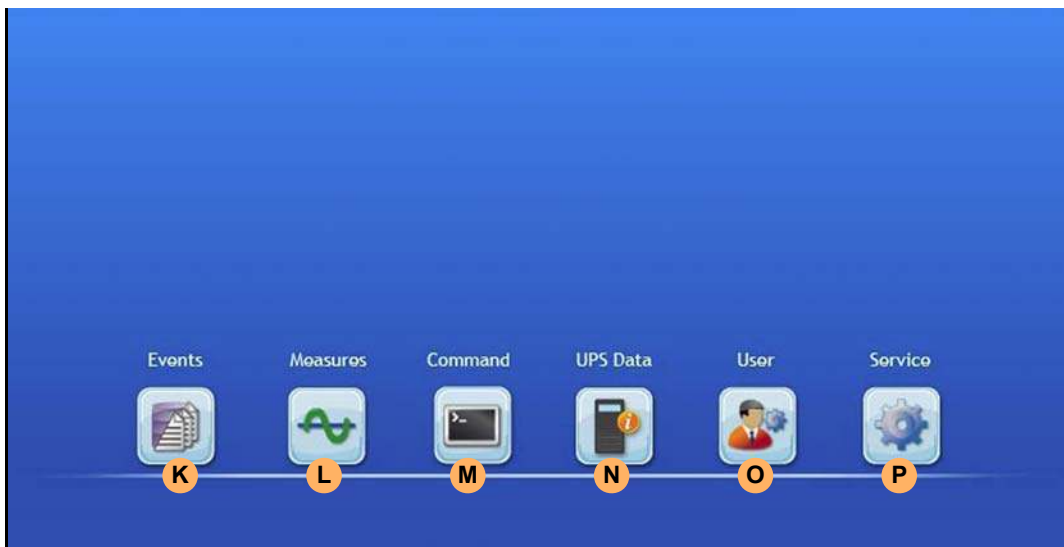 Events Measures Command UPS Data User Service
>_ i
K L M N O P